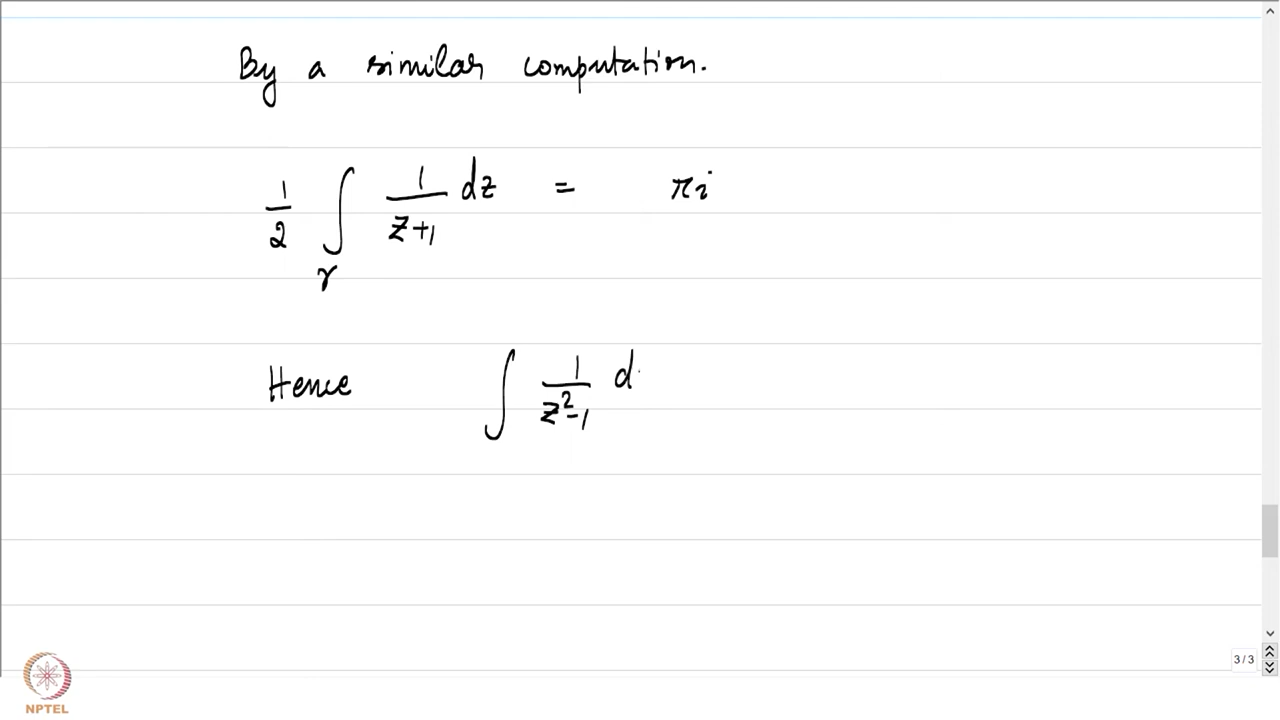 By a similar computation.
1/2 ∫_γ 1/(z+1) dz = πi
Hence ∫ 1/(z²-1) d
3 / 3
NPTEL